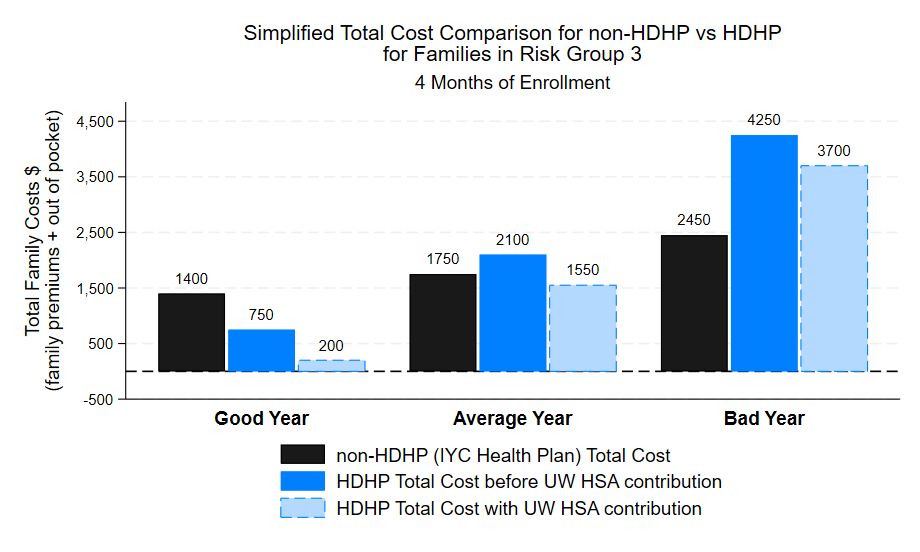 Simplified Total Cost Comparison for non-HDHP vs HDHP
for Families in Risk Group 3
4 Months of Enrollment
Total Family Costs $
(family premiums + out of pocket)
4,500
3,500
2,500
1,500
500
-500
1400
750
200
1750
2100
1550
2450
4250
3700
Good Year
Average Year
Bad Year
non-HDHP (IYC Health Plan) Total Cost
HDHP Total Cost before UW HSA contribution
HDHP Total Cost with UW HSA contribution